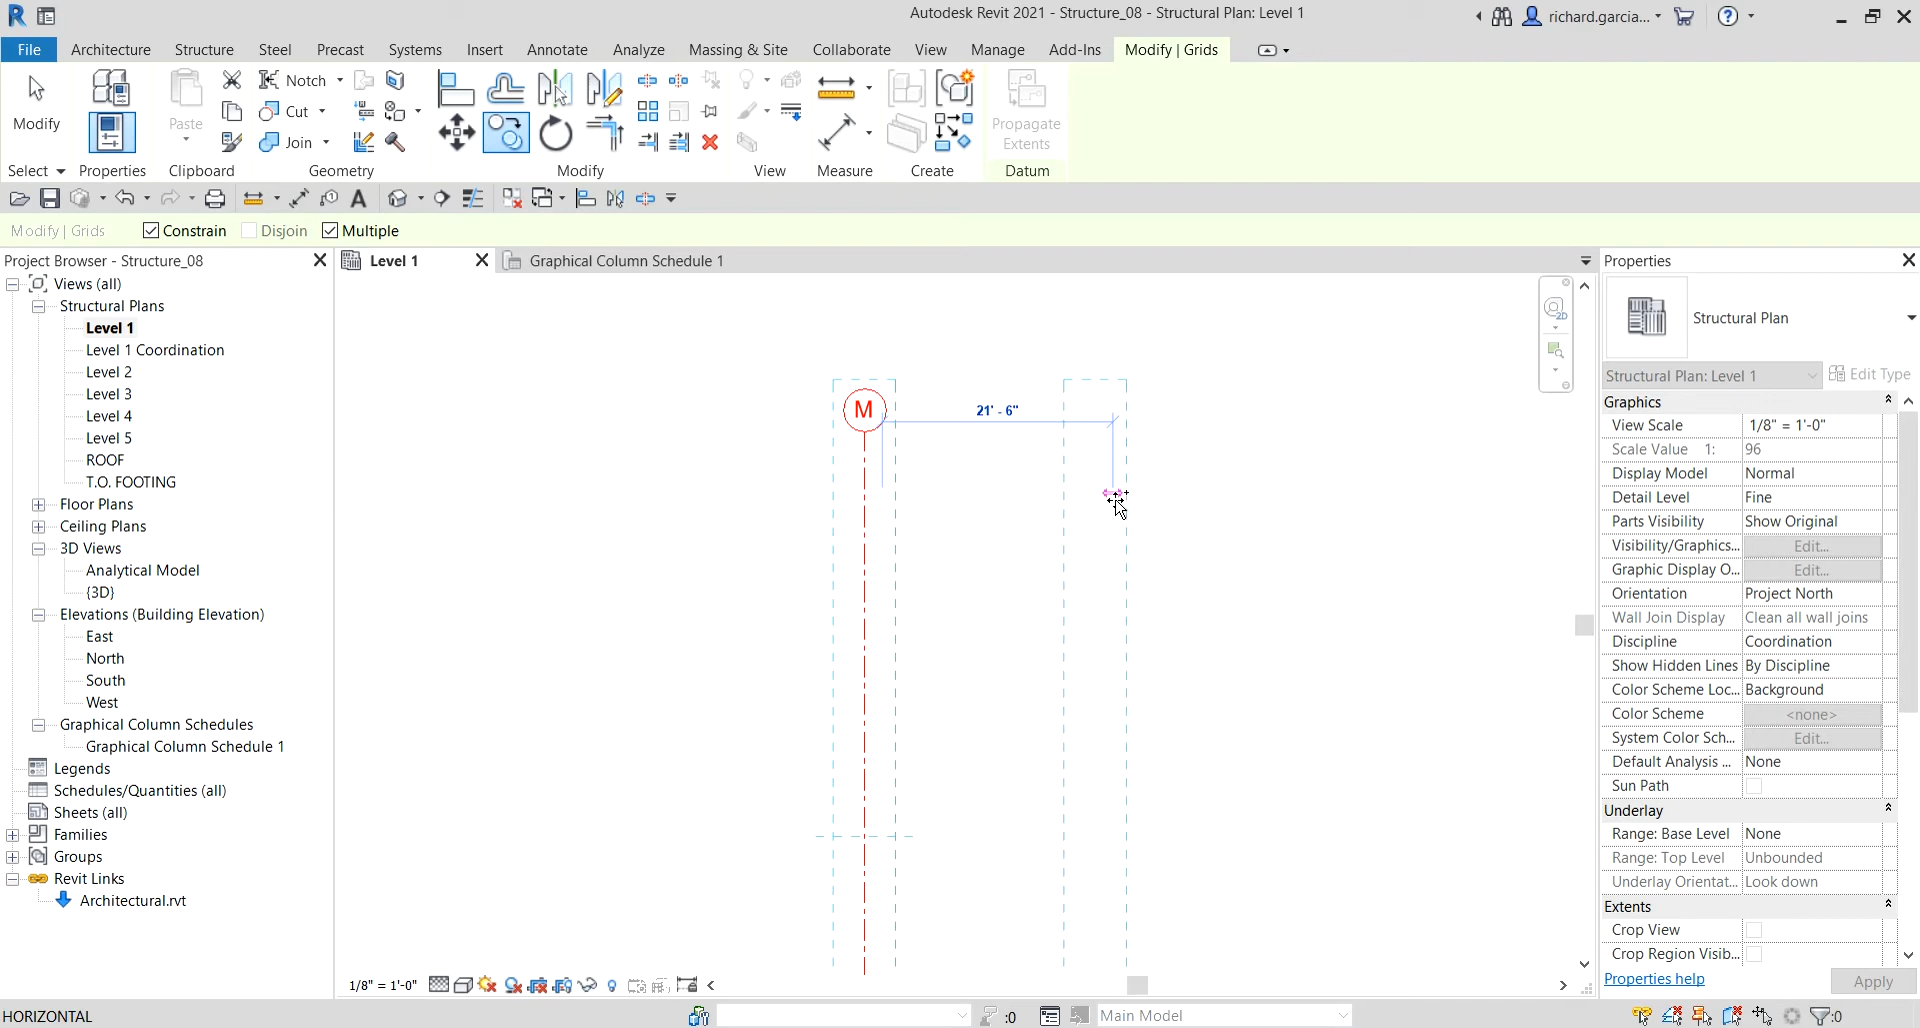 Autodesk Revit 2021 - Structure_08 - Structural Plan: Level 1
richard.garcia...
File Architecture Structure Steel Precast Systems Insert Annotate Analyze Massing & Site Collaborate View Manage Add-Ins Modify | Grids
Modify
Paste
Notch
Cut
Join
Propagate
Extents
Select Properties Clipboard Geometry Modify View Measure Create Datum
Modify | Grids Constrain Disjoin Multiple
Project Browser - Structure_08
Views (all)
Structural Plans
Level 1
Level 1 Coordination
Level 2
Level 3
Level 4
Level 5
ROOF
T.O. FOOTING
Floor Plans
Ceiling Plans
3D Views
Analytical Model
{3D}
Elevations (Building Elevation)
East
North
South
West
Graphical Column Schedules
Graphical Column Schedule 1
Legends
Schedules/Quantities (all)
Sheets (all)
Families
Groups
Revit Links
Architectural.rvt
Level 1
Graphical Column Schedule 1
2D
M
21' - 6"
1/8" = 1'-0"
Properties
Structural Plan
Structural Plan: Level 1 Edit Type
Graphics
View Scale 1/8" = 1'-0"
Scale Value 1: 96
Display Model Normal
Detail Level Fine
Parts Visibility Show Original
Visibility/Graphics... Edit...
Graphic Display O... Edit...
Orientation Project North
Wall Join Display Clean all wall joins
Discipline Coordination
Show Hidden Lines By Discipline
Color Scheme Loc... Background
Color Scheme <none>
System Color Sch... Edit...
Default Analysis ... None
Sun Path
Underlay
Range: Base Level None
Range: Top Level Unbounded
Underlay Orientat... Look down
Extents
Crop View
Crop Region Visib...
Properties help Apply
HORIZONTAL
:0
Main Model
:0